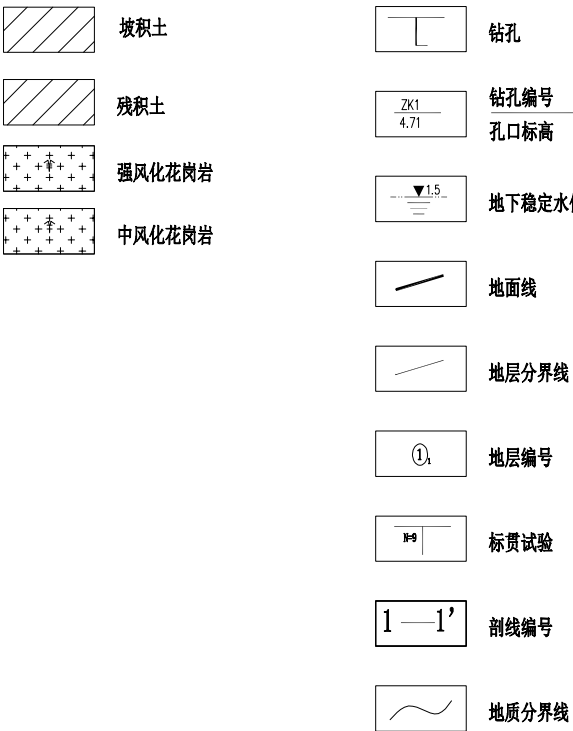 坡积土
残积土
强风化花岗岩
中风化花岗岩
钻孔
ZK1
4.71
钻孔编号
孔口标高
1.5
地下稳定水
地面线
地层分界线
①1
地层编号
N=9
标贯试验
1—1'
剖线编号
地质分界线